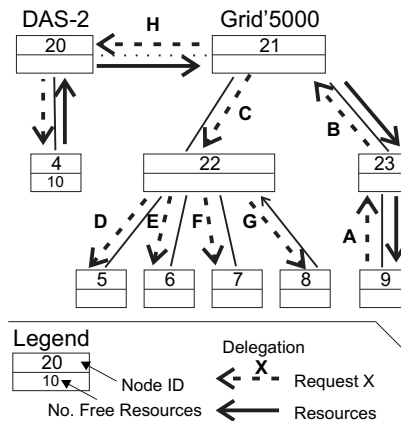 DAS-2 Grid'5000
20 H 21
C B
4 22 23
10
D E F G A
5 6 7 8 9
Legend
20
10
Node ID
No. Free Resources
Delegation
X
Request X
Resources